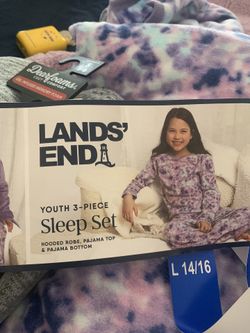 Dearfoams
LANDS'
END
YOUTH 3-PIECE
Sleep Set
HOODED ROBE, PAJAMA TOP
& PAJAMA BOTTOM
L 14/16